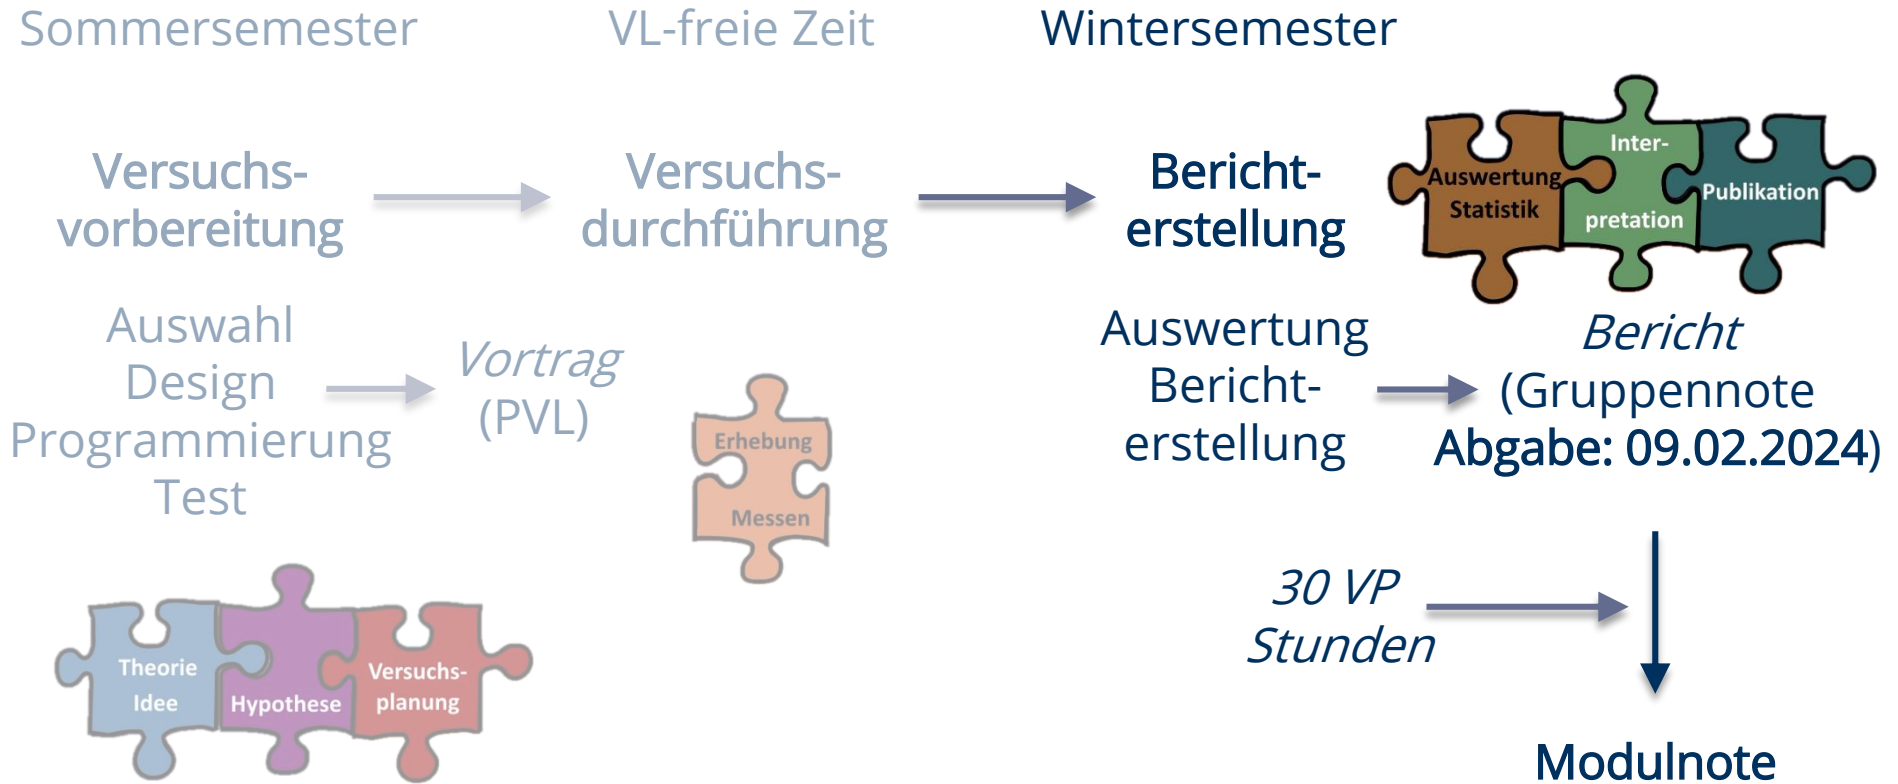 Sommersemester
VL-freie Zeit
Wintersemester
Versuchs-
vorbereitung
Versuchs-
durchführung
Bericht-
erstellung
Auswertung
Statistik
Inter-
pretation
Publikation
Auswahl
Design
Programmierung
Test
Vortrag
(PVL)
Erhebung
Messen
Auswertung
Bericht-
erstellung
Bericht
(Gruppennote
Abgabe: 09.02.2024)
30 VP
Stunden
Theorie
Idee
Hypothese
Versuchs-
planung
Modulnote